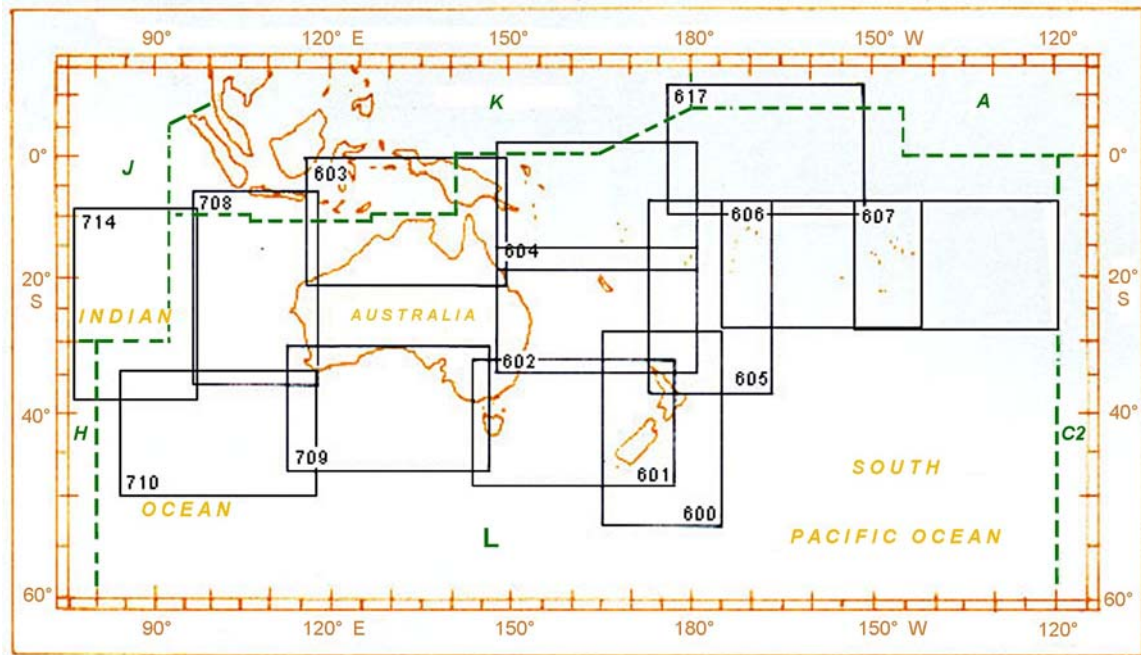 90° 120° E 150° 180° 150° W 120°
617 K A
0° 0°
J 603
714 708 606 607
604
20° S 20° S
INDIAN AUSTRALIA
602
605
40° 40°
H C2
709 601 SOUTH
710 600
OCEAN
L PACIFIC OCEAN
60° 60°
90° 120° E 150° 180° 150° W 120°